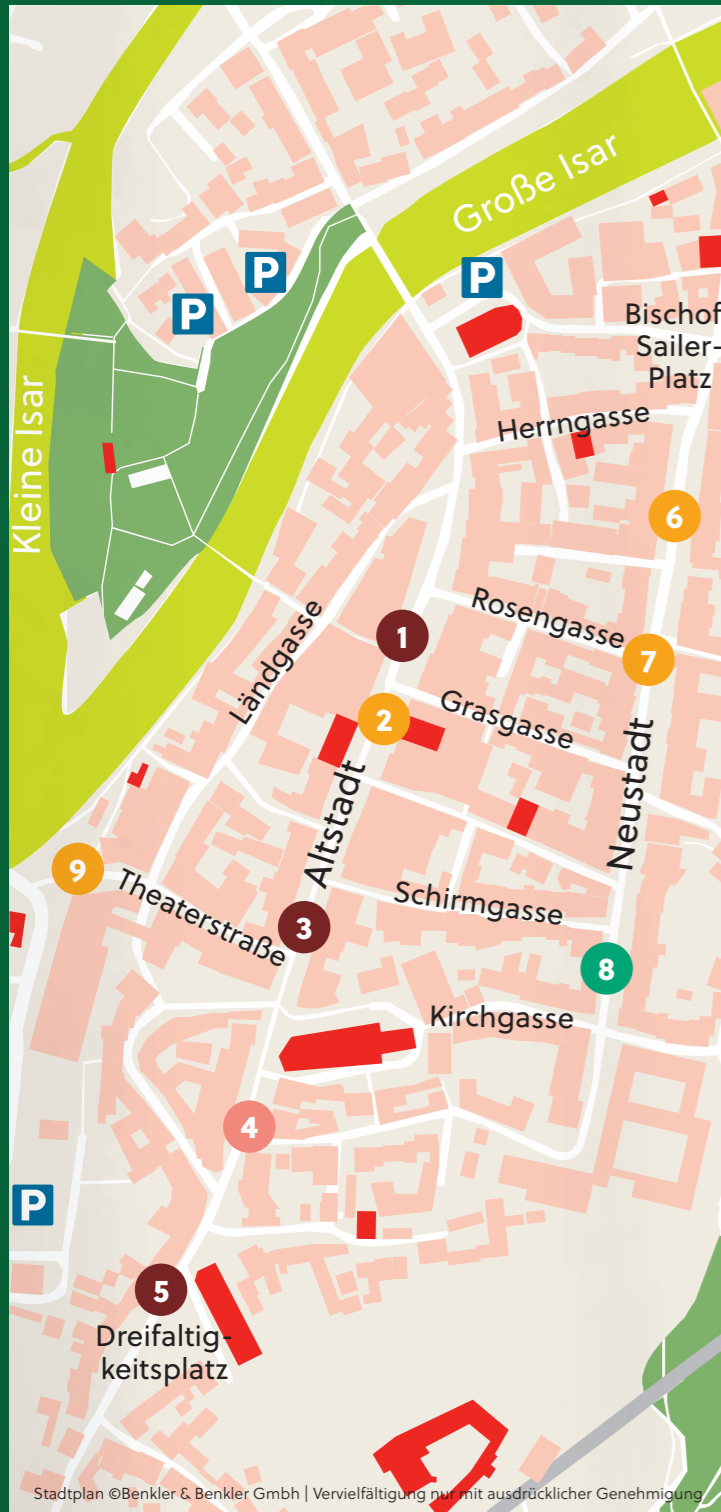 Große Isar
P
P
P
Bischof
Sailer-
Platz
Kleine Isar
Herrngasse
6
Rosengasse
1
7
Ländgasse
2
Grasgasse
Neustadt
Altstadt
9
Theaterstraße
Schirmgasse
3
8
Kirchgasse
4
P
5
Dreifaltig-
keitsplatz
Stadtplan ©Benkler & Benkler Gmbh | Vervielfältigung nur mit ausdrücklicher Genehmigung